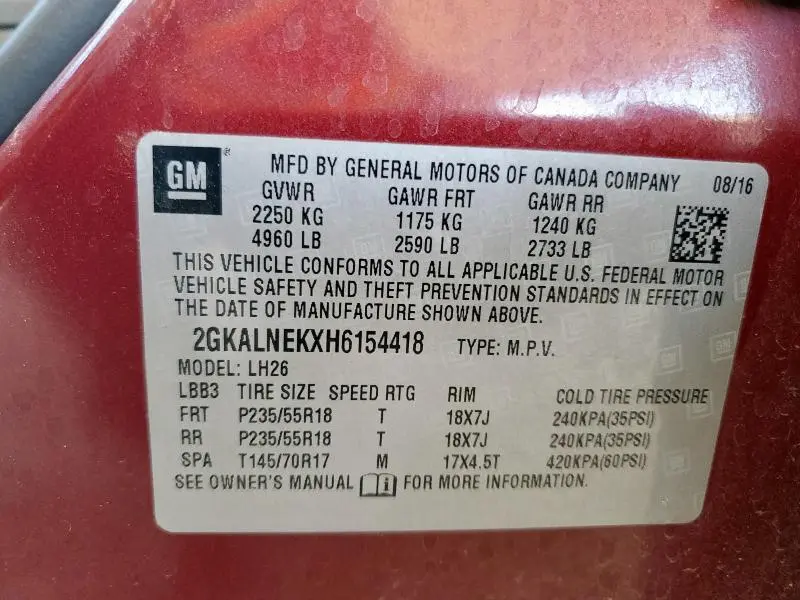 GM® MFD BY GENERAL MOTORS OF CANADA COMPANY 08/16
GVWR GAWR FRT GAWR RR
2250 KG 1175 KG 1240 KG
4960 LB 2590 LB 2733 LB
THIS VEHICLE CONFORMS TO ALL APPLICABLE U.S. FEDERAL MOTOR
VEHICLE SAFETY AND THEFT PREVENTION STANDARDS IN EFFECT ON
THE DATE OF MANUFACTURE SHOWN ABOVE.
2GKALNEKXH6154418 TYPE: M.P.V.
MODEL: LH26
LBB3 TIRE SIZE SPEED RTG RIM COLD TIRE PRESSURE
FRT P235/55R18 T 18X7J 240KPA(35PSI)
RR P235/55R18 T 18X7J 240KPA(35PSI)
SPA T145/70R17 M 17X4.5T 420KPA(60PSI)
SEE OWNER'S MANUAL i FOR MORE INFORMATION.